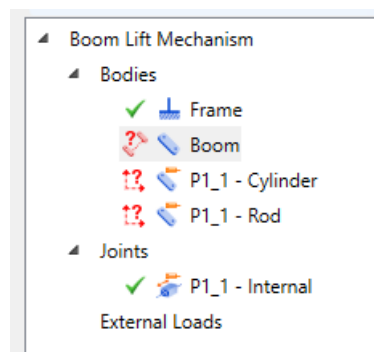 Boom Lift Mechanism
Bodies
Frame
Boom
P1_1 - Cylinder
P1_1 - Rod
Joints
P1_1 - Internal
External Loads